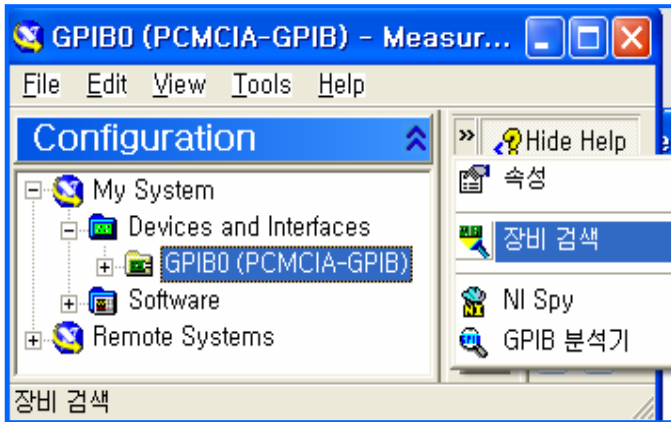 GPIB0 (PCMCIA-GPIB) - Measur...
File Edit View Tools Help
Configuration
» Hide Help
My System
Devices and Interfaces
GPIB0 (PCMCIA-GPIB)
Software
Remote Systems
속성
장비 검색
NI Spy
GPIB 분석기
장비 검색